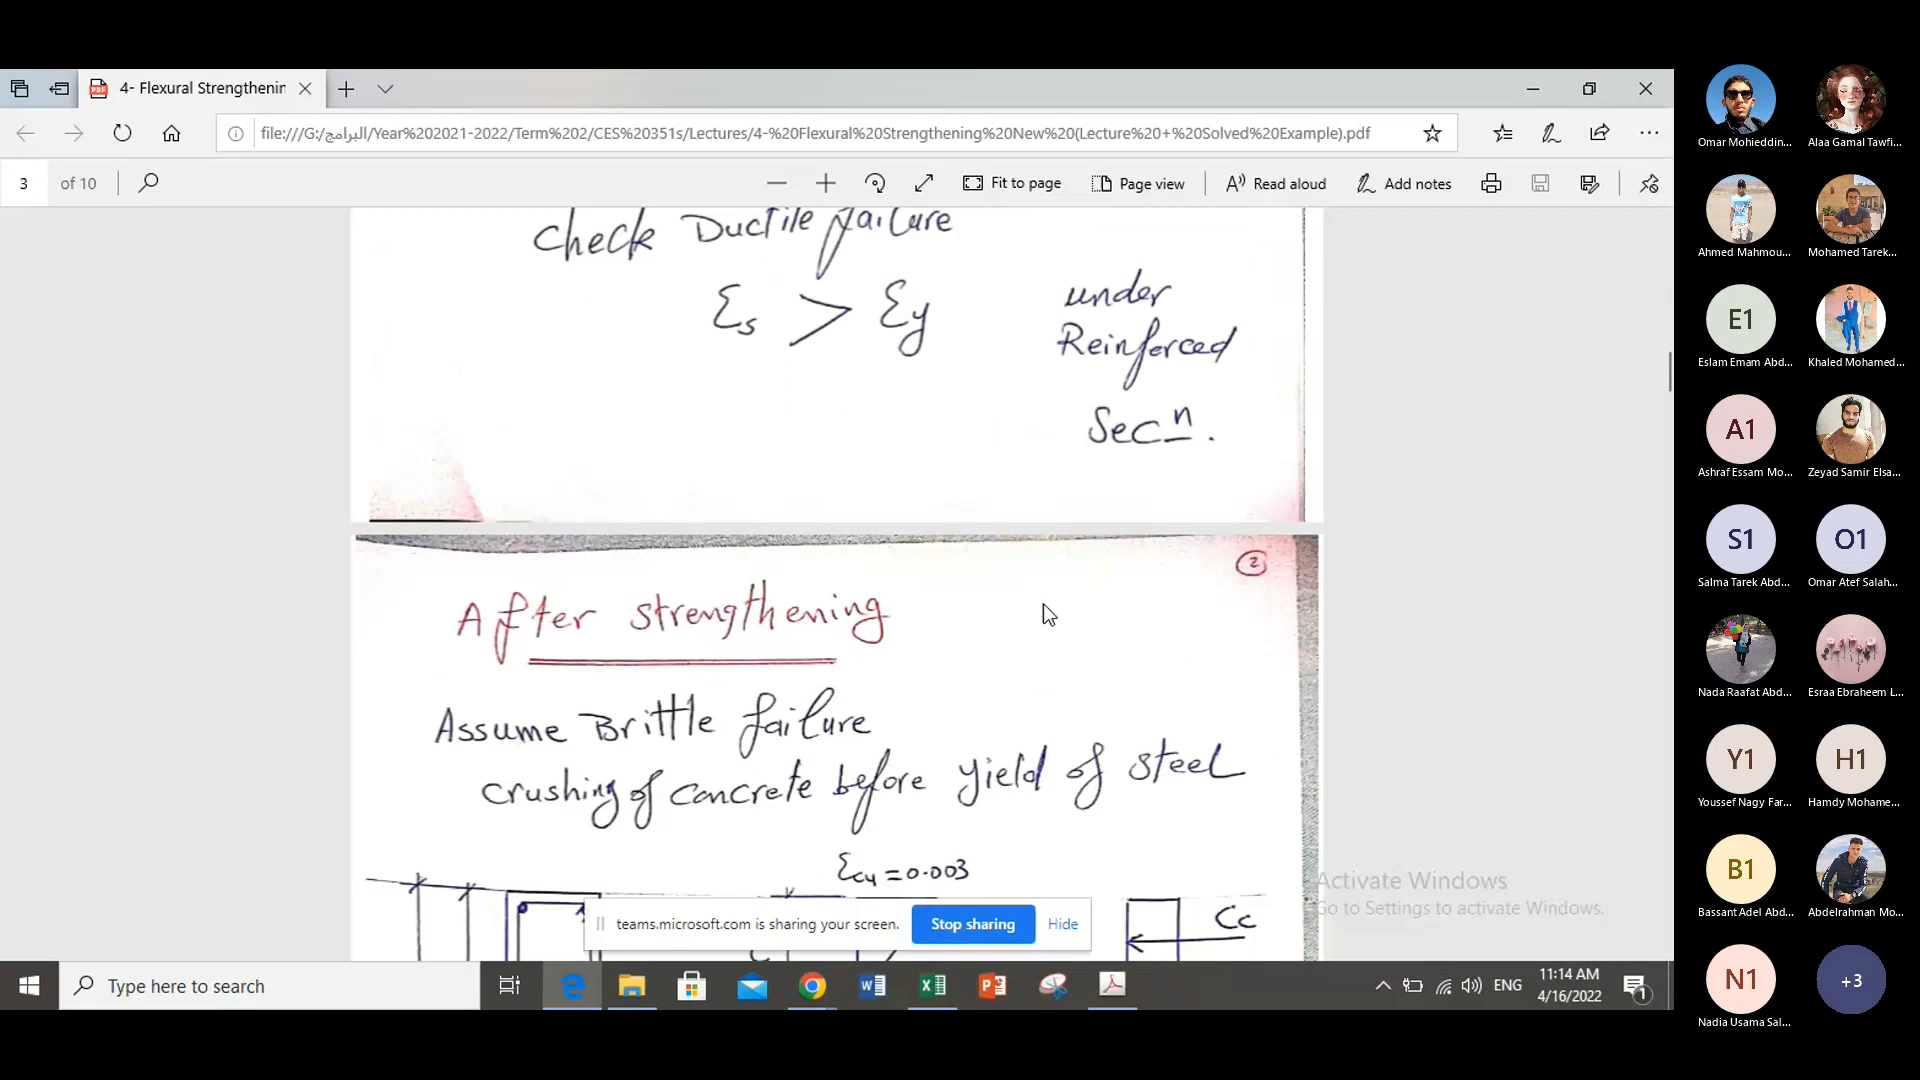 4- Flexural Strengthenin
file:///G:/البرامج/Year%202021-2022/Term%202/CES%20351s/Lectures/4-%20Flexural%20Strengthening%20New%20(Lecture%20+%20Solved%20Example).pdf
3 of 10
Fit to page
Page view
Read aloud
Add notes
check Ductile failure
Ɛs > Ɛy
under
Reinforced
Secn.
2
After strengthening
Assume Brittle failure
crushing of concrete before yield of steel
Ɛcu = 0.003
Cc
C
teams.microsoft.com is sharing your screen.
Stop sharing
Hide
Activate Windows
Go to Settings to activate Windows.
Type here to search
ENG
11:14 AM
4/16/2022
1
Omar Mohieddin...
Alaa Gamal Tawfi...
Ahmed Mahmou...
Mohamed Tarek...
E1
Eslam Emam Abd...
Khaled Mohamed...
A1
Ashraf Essam Mo...
Zeyad Samir Elsa...
S1
Salma Tarek Abd...
O1
Omar Atef Salah...
Nada Raafat Abd...
Esraa Ebraheem L...
Y1
Youssef Nagy Far...
H1
Hamdy Mohame...
B1
Bassant Adel Abd...
Abdelrahman Mo...
N1
Nadia Usama Sal...
+3